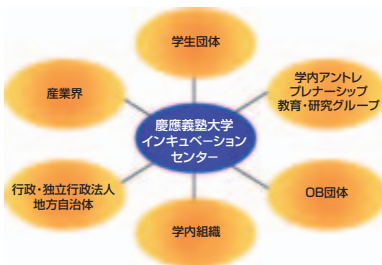 学生団体
産業界
学内アントレ
プレナーシップ
教育・研究グループ
慶應義塾大学
インキュベーション
センター
行政・独立行政法人
地方自治体
OB団体
学内組織